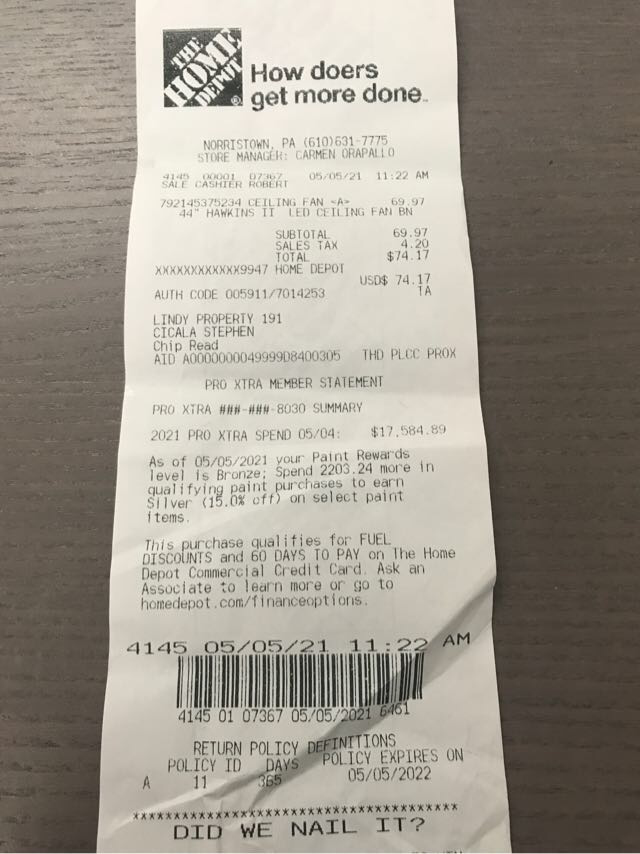 THE
HOME
DEPOT
How doers
get more done.
NORRISTOWN, PA (610)631-7775
STORE MANAGER: CARMEN ORAPALLO
4145 00001 07367 05/05/21 11:22 AM
SALE CASHIER ROBERT
792145375234 CEILING FAN <A> 69.97
44" HAWKINS II LED CEILING FAN BN
SUBTOTAL 69.97
SALES TAX 4.20
TOTAL $74.17
XXXXXXXXXXXX9947 HOME DEPOT
USD$ 74.17
AUTH CODE 005911/7014253 TA
LINDY PROPERTY 191
CICALA STEPHEN
Chip Read
AID A0000000049999D8400305 THD PLCC PROX
PRO XTRA MEMBER STATEMENT
PRO XTRA ###-###-8030 SUMMARY
2021 PRO XTRA SPEND 05/04: $17,584.89
As of 05/05/2021 your Paint Rewards
level is Bronze; Spend 2203.24 more in
qualifying paint purchases to earn
Silver (15.0% off) on select paint
items.
This purchase qualifies for FUEL
DISCOUNTS and 60 DAYS TO PAY on The Home
Depot Commercial Credit Card. Ask an
Associate to learn more or go to
homedepot.com/financeoptions.
4145 05/05/21 11:22 AM
4145 01 07367 05/05/2021 6461
RETURN POLICY DEFINITIONS
POLICY ID DAYS POLICY EXPIRES ON
A 11 365 05/05/2022
DID WE NAIL IT?